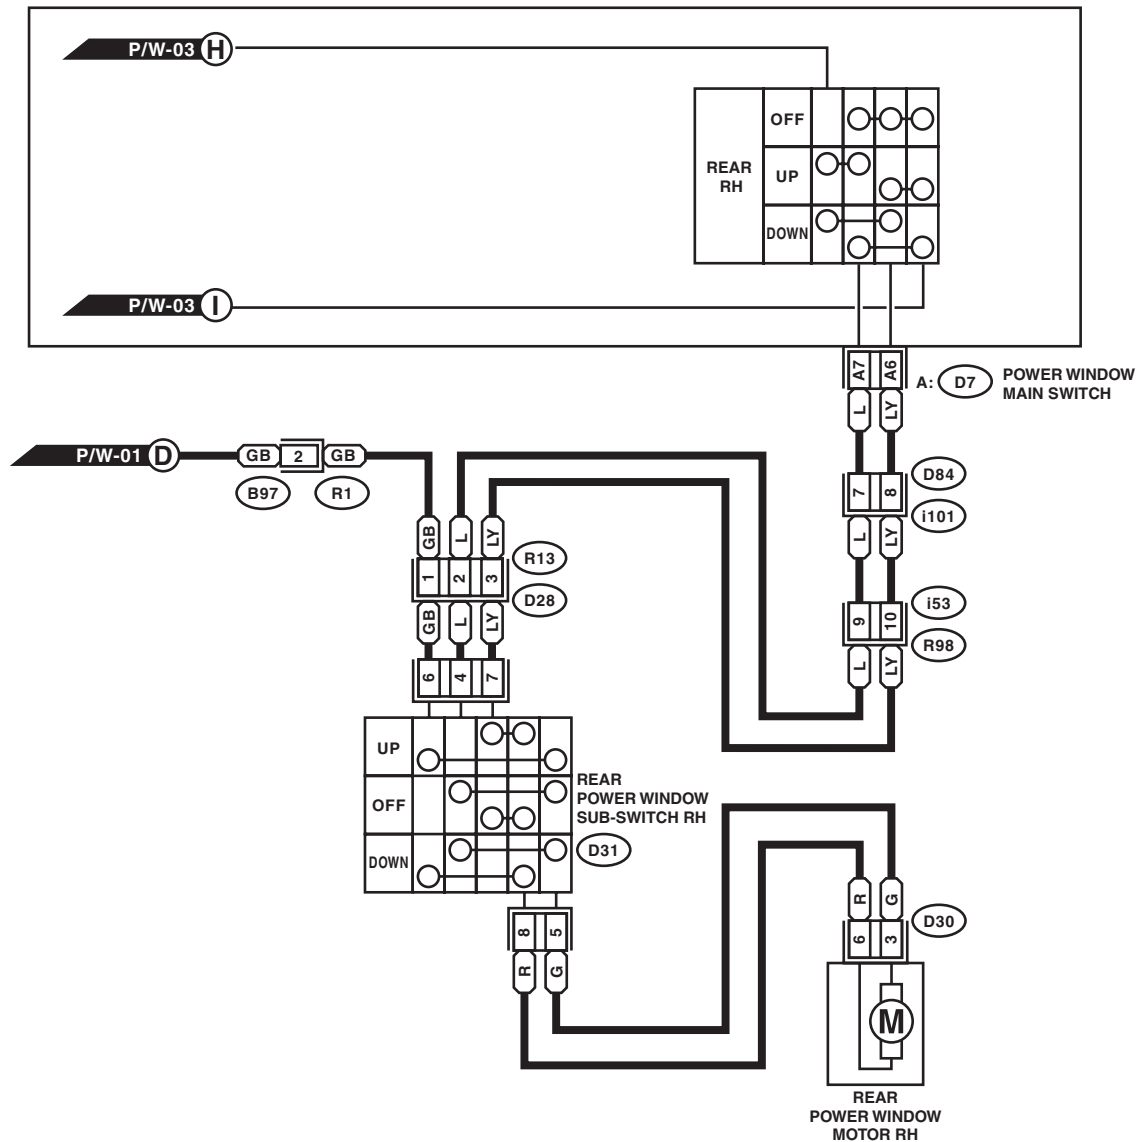 P/W-03 H
OFF
REAR
RH
UP
DOWN
P/W-03 I
A7 A6
A: D7
POWER WINDOW
MAIN SWITCH
L LY
P/W-01 D
GB 2 GB
B97 R1
7 8
D84
i101
GB L LY
L LY
1 2 3
R13
D28
GB L LY
9 10
i53
R98
L LY
6 4 7
UP
OFF
DOWN
REAR
POWER WINDOW
SUB-SWITCH RH
D31
8 5
R G
R G
6 3
D30
M
REAR
POWER WINDOW
MOTOR RH